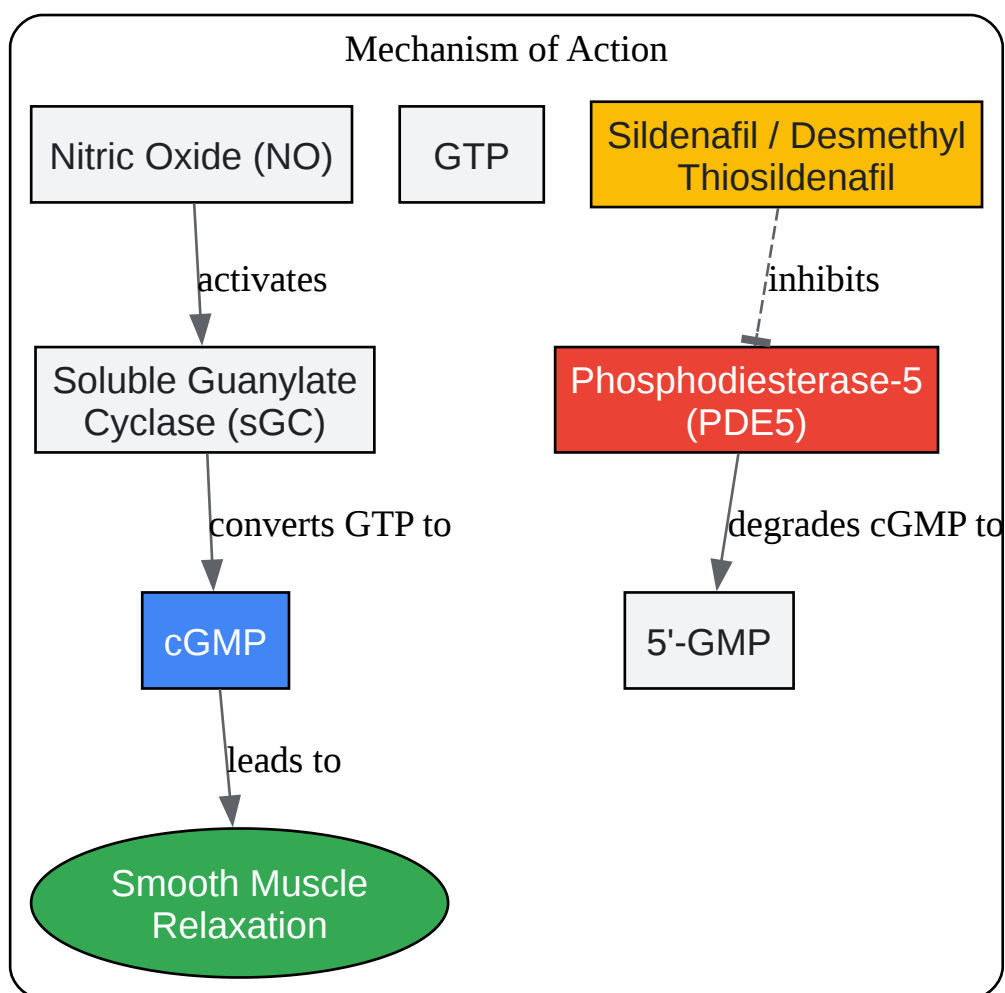 Mechanism of Action
Nitric Oxide (NO)
GTP
Sildenafil / Desmethyl
Thiosildenafil
activates
inhibits
Soluble Guanylate
Cyclase (sGC)
Phosphodiesterase-5
(PDE5)
converts GTP to
degrades cGMP to
cGMP
5'-GMP
leads to
Smooth Muscle
Relaxation